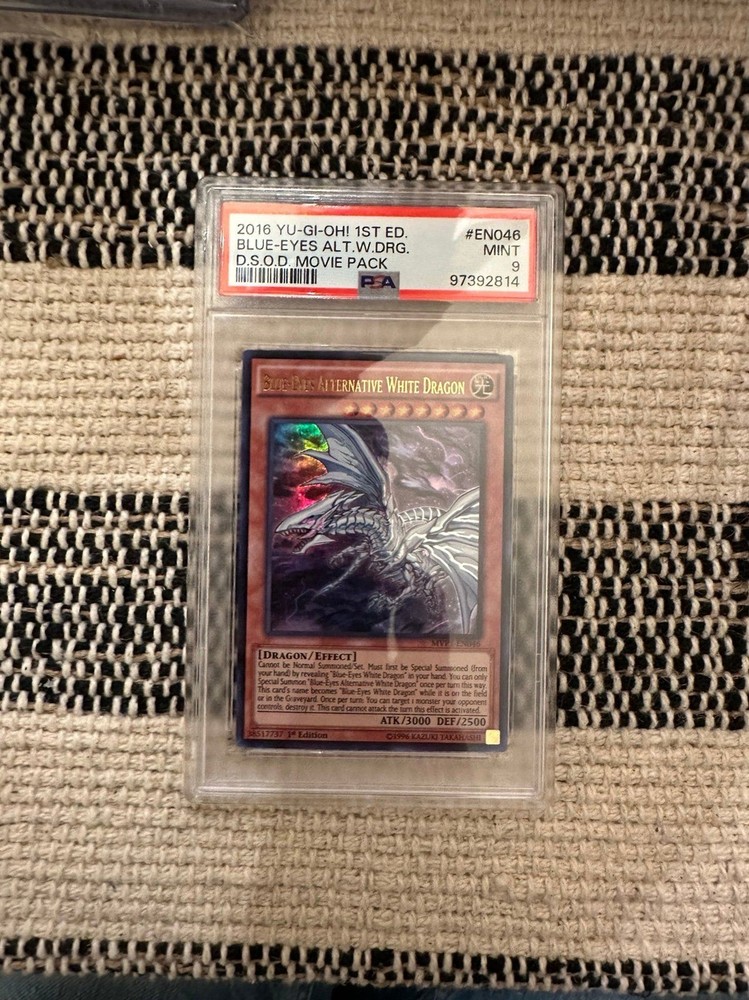 2016 YU-GI-OH! 1ST ED. #EN046
BLUE-EYES ALT.W.DRG. MINT
D.S.O.D. MOVIE PACK 9
PSA 97392814
BLUE-EYES ALTERNATIVE WHITE DRAGON 光
[DRAGON/EFFECT]
Cannot be Normal Summoned/Set. Must first be Special Summoned (from
your hand) by revealing "Blue-Eyes White Dragon" in your hand. You can only
Special Summon "Blue-Eyes Alternative White Dragon" once per turn this way.
This card's name becomes "Blue-Eyes White Dragon" while it is on the field
or in the Graveyard. Once per turn: You can target 1 monster your opponent
controls; destroy it. This card cannot attack the turn this effect is activated.
ATK/3000 DEF/2500
38517737 1st Edition ©1996 KAZUKI TAKAHASHI